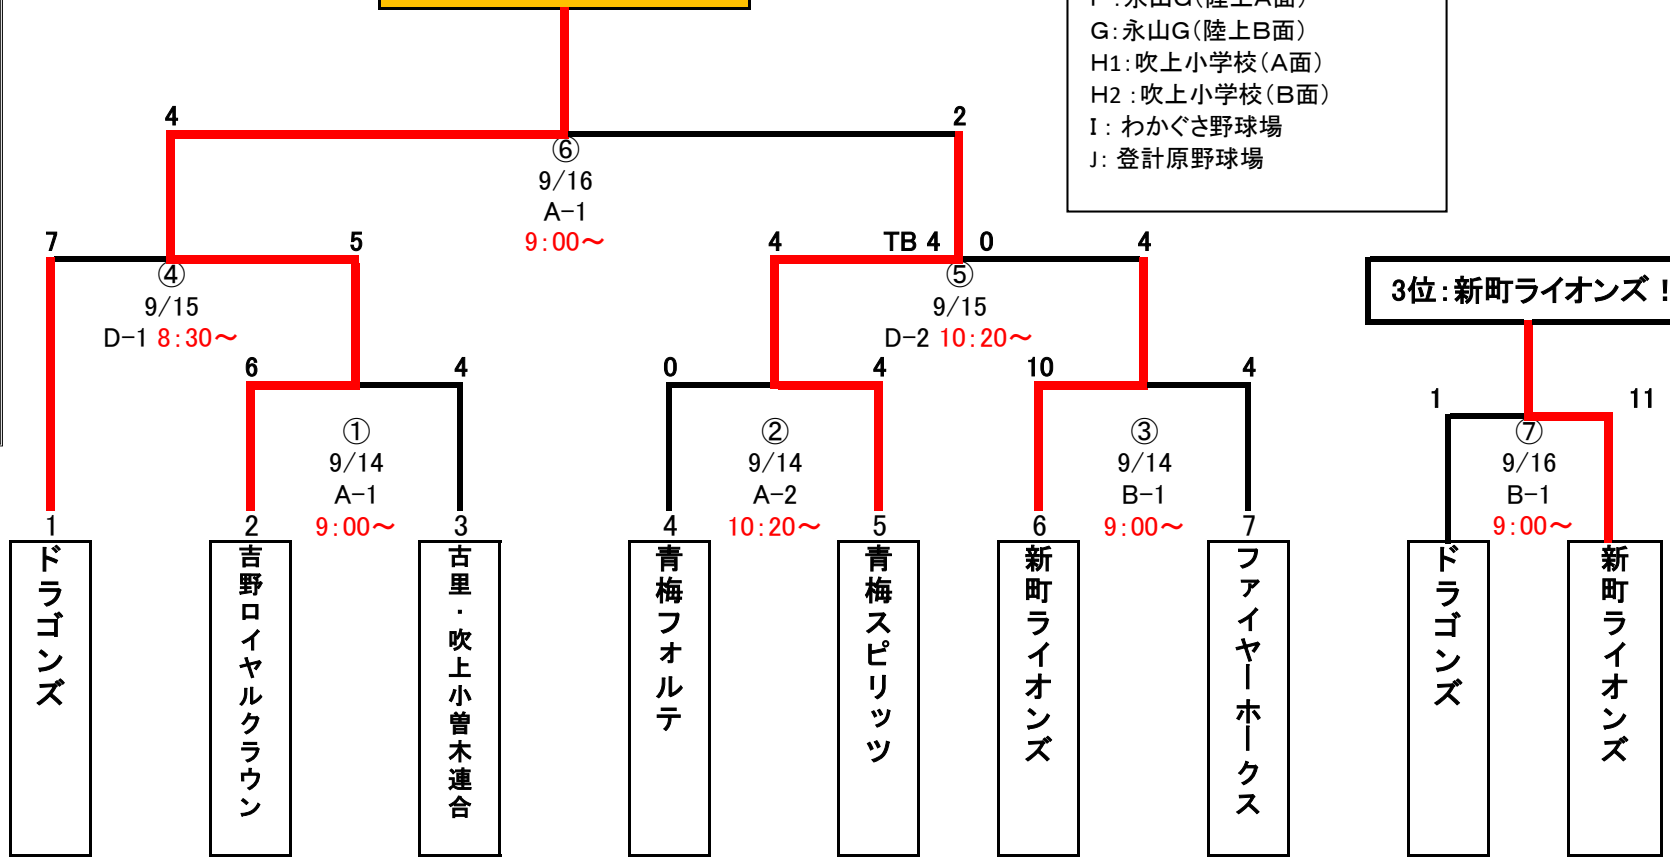 G：永山G（陸上B面）
H1：吹上小学校（A面）
H2：吹上小学校（B面）
I：わかぐさ野球場
J：登計原野球場
4
2
⑥
9/16
A-1
9：00～
7
5
④
9/15
D-1 8：30～
4
TB 4
0
4
⑤
9/15
D-2 10：20～
3位：新町ライオンズ！
6
4
①
9/14
A-1
9：00～
0
4
②
9/14
A-2
10：20～
10
4
③
9/14
B-1
9：00～
1
11
⑦
9/16
B-1
9：00～
1
ドラゴンズ
2
吉野ロイヤルクラウン
3
古里・吹上小曽木連合
4
青梅フォルテ
5
青梅スピリッツ
6
新町ライオンズ
7
ファイヤーホークス
ドラゴンズ
新町ライオンズ